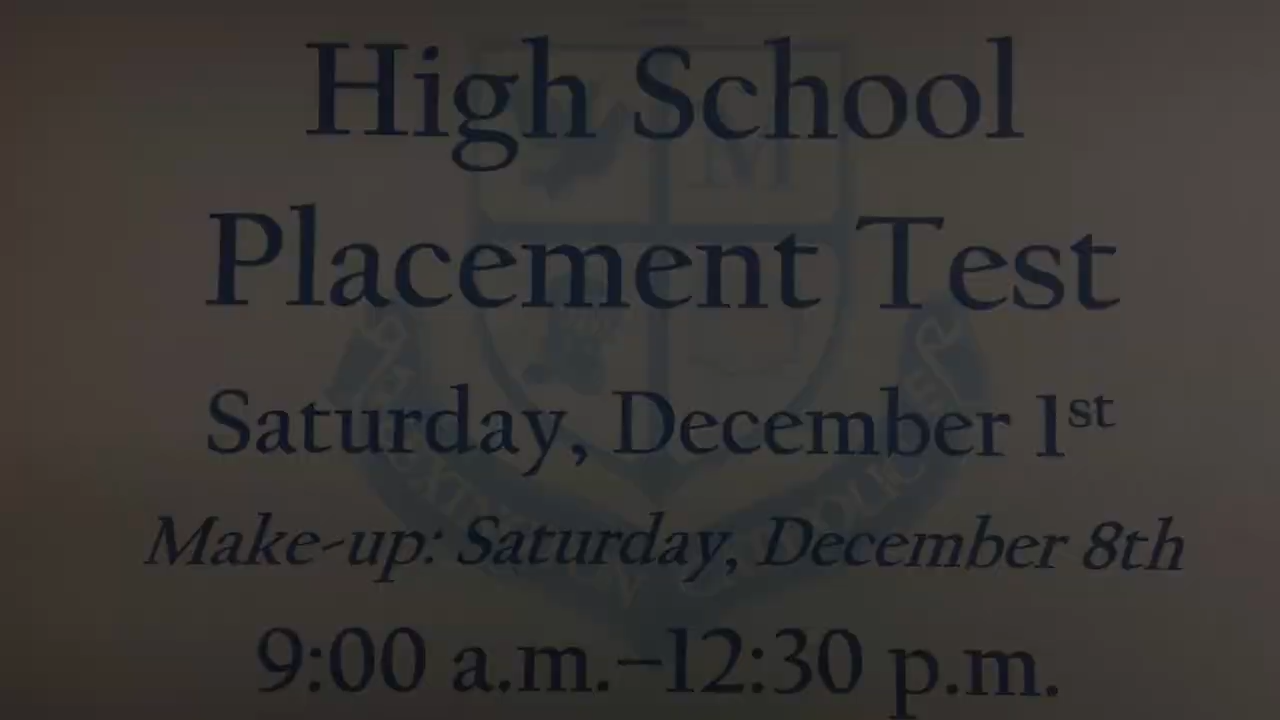 High School
Placement Test
Saturday, December 1st
Make-up: Saturday, December 8th
9:00 a.m.–12:30 p.m.
M